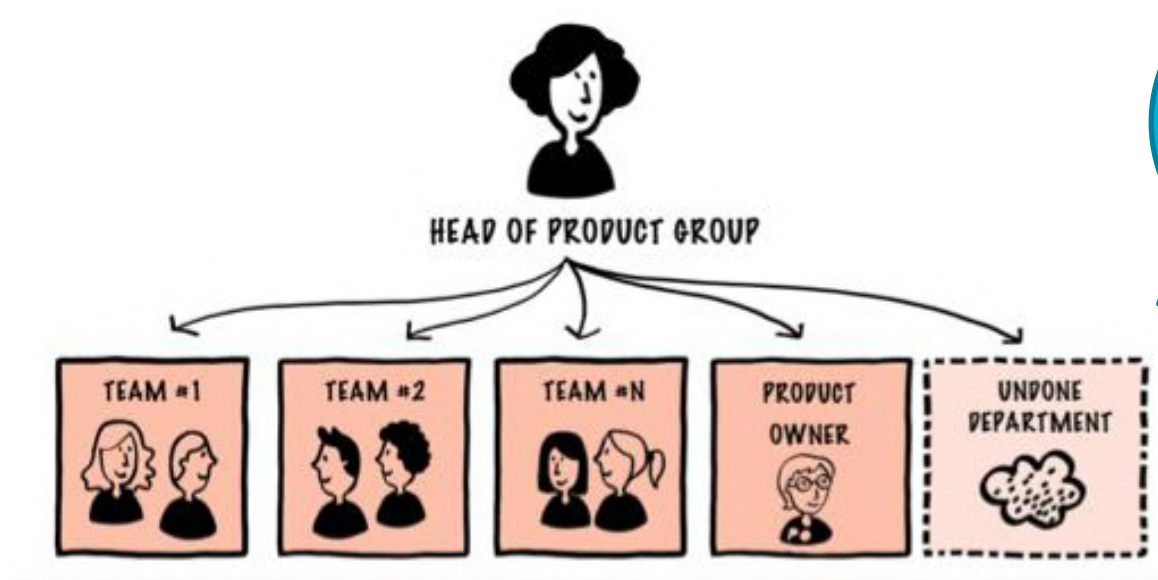 HEAD OF PRODUCT GROUP
TEAM #1
TEAM #2
TEAM #N
PRODUCT
OWNER
UNDONE
DEPARTMENT